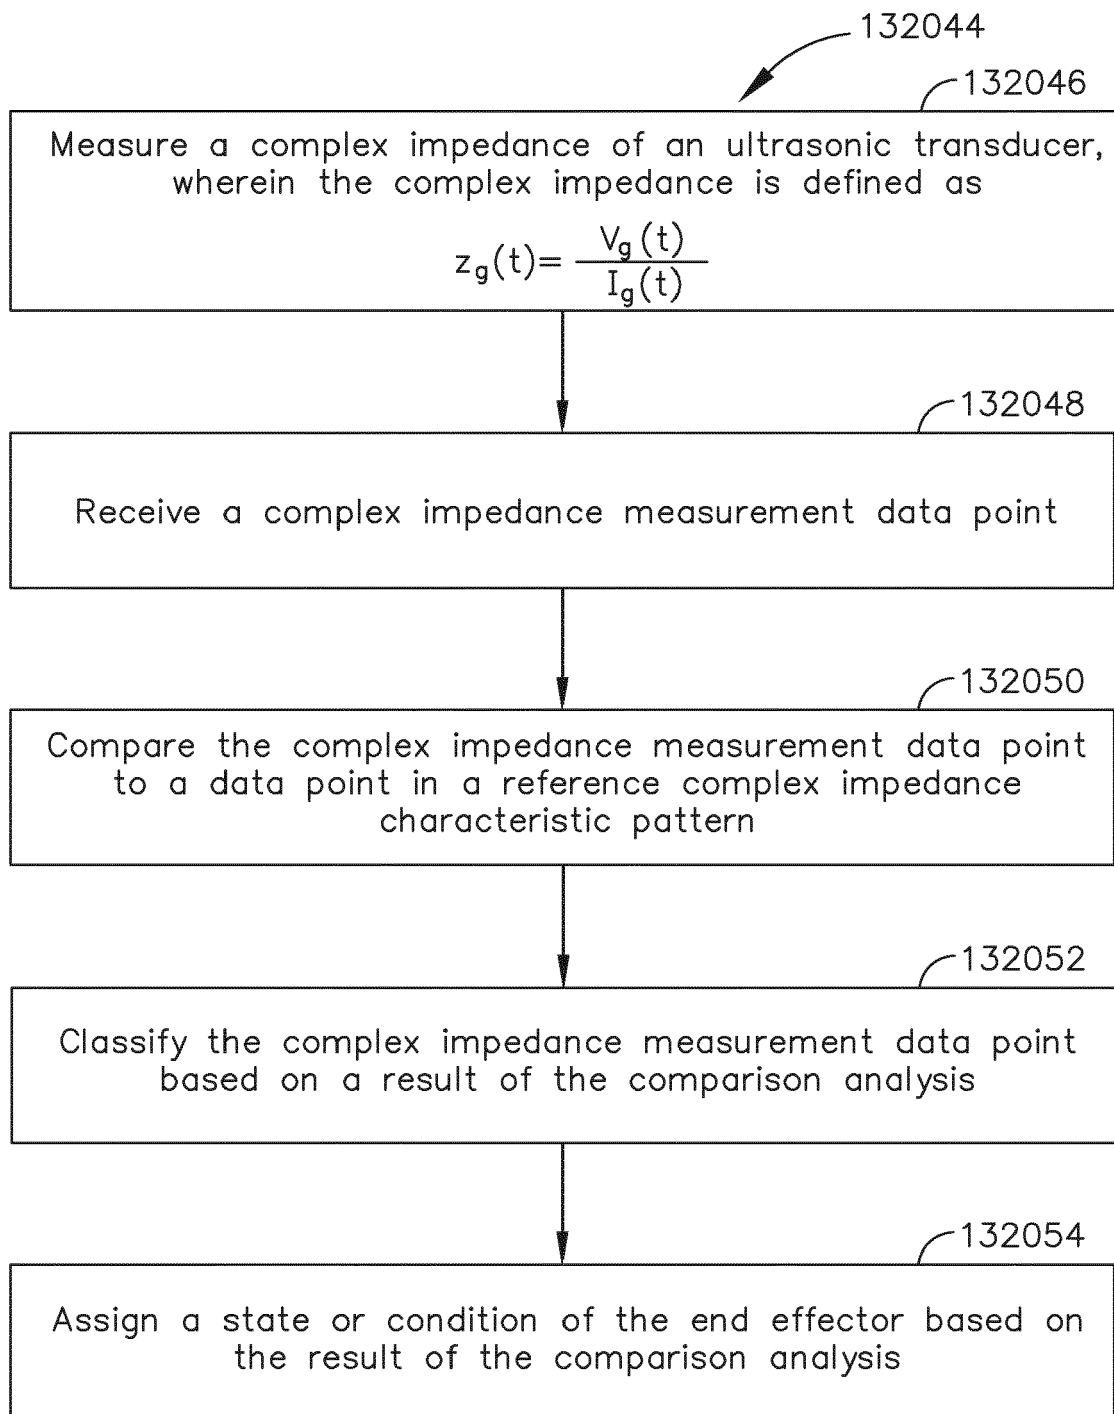 132044
132046
Measure a complex impedance of an ultrasonic transducer,
wherein the complex impedance is defined as
z_g(t)= V_g(t) / I_g(t)
132048
Receive a complex impedance measurement data point
132050
Compare the complex impedance measurement data point
to a data point in a reference complex impedance
characteristic pattern
132052
Classify the complex impedance measurement data point
based on a result of the comparison analysis
132054
Assign a state or condition of the end effector based on
the result of the comparison analysis